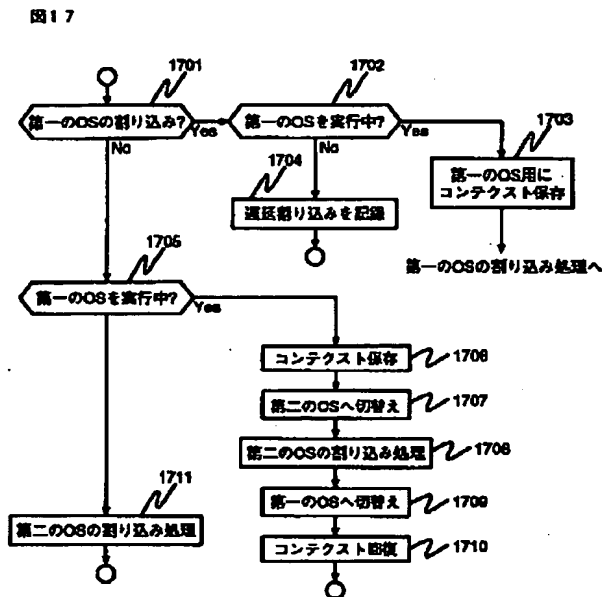 図17
1701
第一のOSの割り込み?
Yes
No
1702
第一のOSを実行中?
Yes
No
1703
第一のOS用に
コンテクスト保存
第一のOSの割り込み処理へ
1704
遅延割り込みを記録
1705
第一のOSを実行中?
Yes
コンテクスト保存
1706
第二のOSへ切替え
1707
第二のOSの割り込み処理
1708
第一のOSへ切替え
1709
コンテクスト回復
1710
1711
第二のOSの割り込み処理